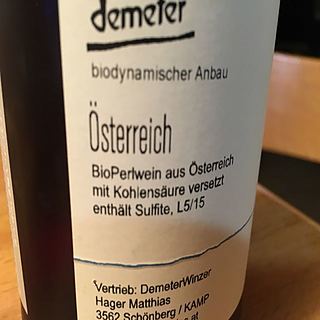 demeter
biodynamischer Anbau
Österreich
BioPerlwein aus Österreich
mit Kohlensäure versetzt
enthält Sulfite, L5/15
Vertrieb: DemeterWinzer
Hager Matthias
3562 Schönberg / KAMP